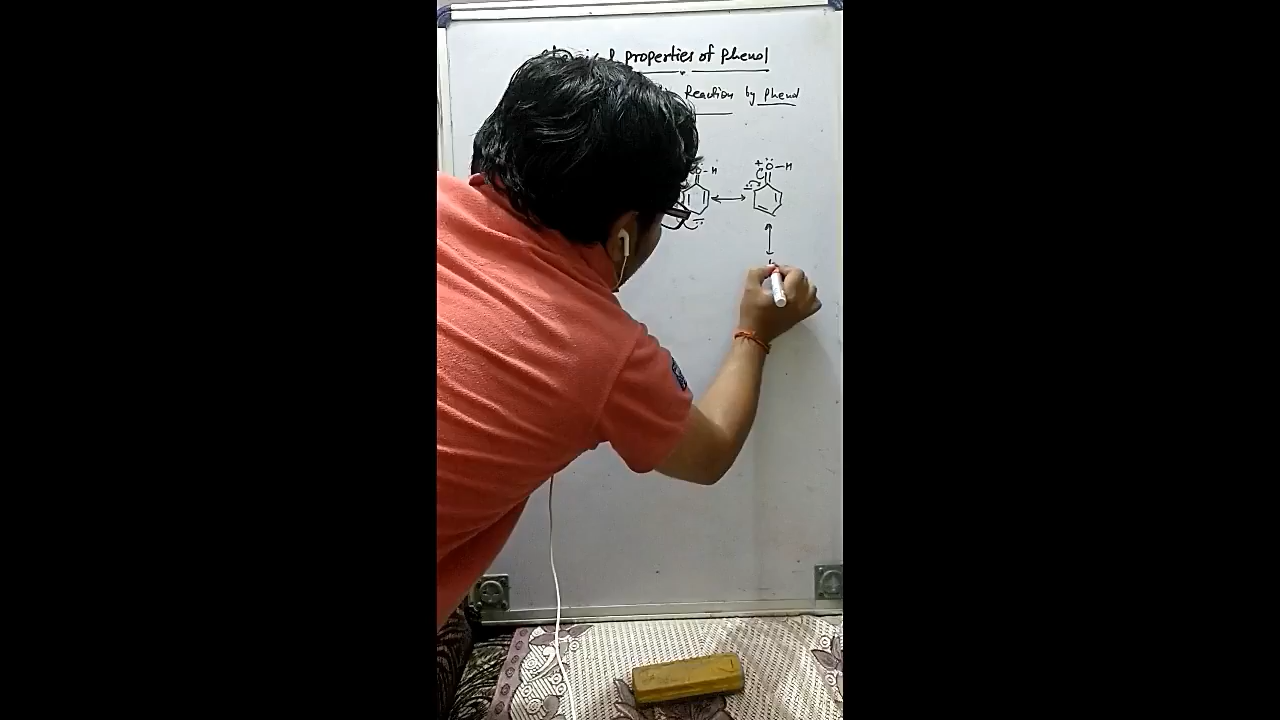 properties of Phenol
Reaction by Phenol
Ö-H
+
Ö-H